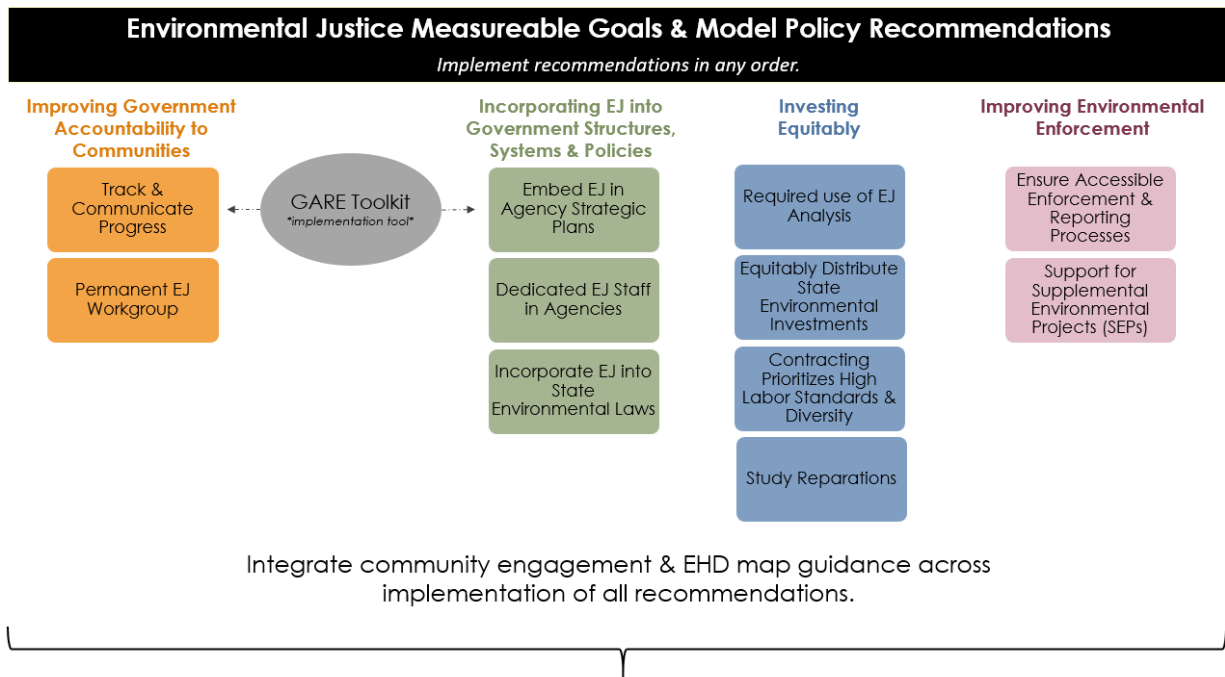 Environmental Justice Measureable Goals & Model Policy Recommendations
Implement recommendations in any order.
Improving Government
Accountability to
Communities
Track &
Communicate
Progress
Permanent EJ
Workgroup
GARE Toolkit
*implementation tool*
Incorporating EJ into
Government Structures,
Systems & Policies
Embed EJ in
Agency Strategic
Plans
Dedicated EJ Staff
in Agencies
Incorporate EJ into
State
Environmental Laws
Investing
Equitably
Required use of EJ
Analysis
Equitably Distribute
State
Environmental
Investments
Contracting
Prioritizes High
Labor Standards &
Diversity
Study Reparations
Improving Environmental
Enforcement
Ensure Accessible
Enforcement &
Reporting
Processes
Support for
Supplemental
Environmental
Projects (SEPs)
Integrate community engagement & EHD map guidance across
implementation of all recommendations.